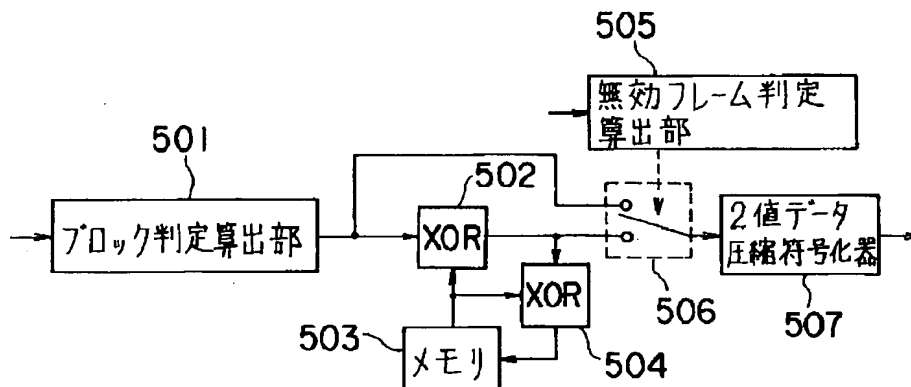 505
無効フレーム判定
算出部
501
ブロック判定算出部
502
XOR
506
2値データ
圧縮符号化器
507
503
メモリ
XOR
504